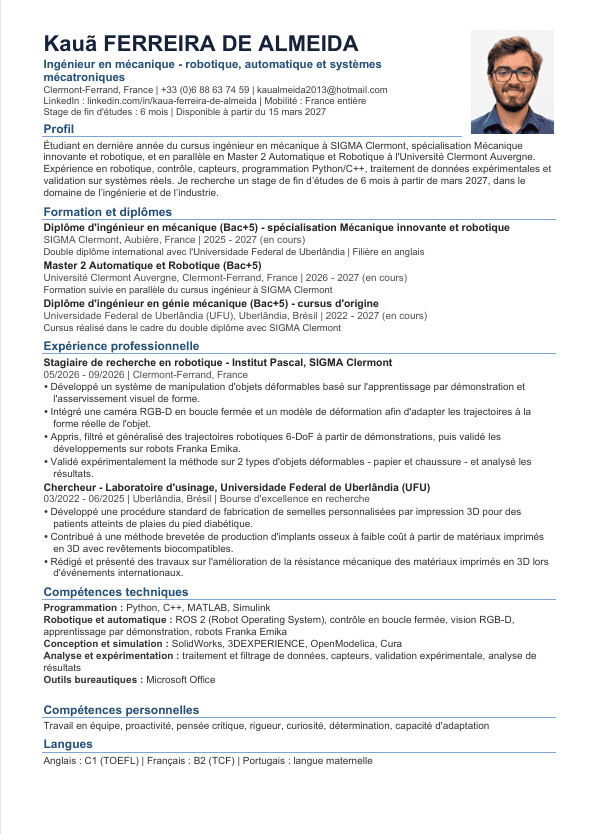 Kauã FERREIRA DE ALMEIDA
Ingénieur en mécanique - robotique, automatique et systèmes
mécatroniques
Clermont-Ferrand, France | +33 (0)6 88 63 74 59 | kaualmeida2013@hotmail.com
LinkedIn : linkedin.com/in/kaua-ferreira-de-almeida | Mobilité : France entière
Stage de fin d'études : 6 mois | Disponible à partir du 15 mars 2027
Profil
Étudiant en dernière année du cursus ingénieur en mécanique à SIGMA Clermont, spécialisation Mécanique
innovante et robotique, et en parallèle en Master 2 Automatique et Robotique à l'Université Clermont Auvergne.
Expérience en robotique, contrôle, capteurs, programmation Python/C++, traitement de données expérimentales et
validation sur systèmes réels. Je recherche un stage de fin d'études de 6 mois à partir de mars 2027, dans le
domaine de l'ingénierie et de l'industrie.
Formation et diplômes
Diplôme d'ingénieur en mécanique (Bac+5) - spécialisation Mécanique innovante et robotique
SIGMA Clermont, Aubière, France | 2025 - 2027 (en cours)
Double diplôme international avec l'Universidade Federal de Uberlândia | Filière en anglais
Master 2 Automatique et Robotique (Bac+5)
Université Clermont Auvergne, Clermont-Ferrand, France | 2026 - 2027 (en cours)
Formation suivie en parallèle du cursus ingénieur à SIGMA Clermont
Diplôme d'ingénieur en génie mécanique (Bac+5) - cursus d'origine
Universidade Federal de Uberlândia (UFU), Uberlândia, Brésil | 2022 - 2027 (en cours)
Cursus réalisé dans le cadre du double diplôme avec SIGMA Clermont
Expérience professionnelle
Stagiaire de recherche en robotique - Institut Pascal, SIGMA Clermont
05/2026 - 09/2026 | Clermont-Ferrand, France
• Développé un système de manipulation d'objets déformables basé sur l'apprentissage par démonstration et
l'asservissement visuel de forme.
• Intégré une caméra RGB-D en boucle fermée et un modèle de déformation afin d'adapter les trajectoires à la
forme réelle de l'objet.
• Appris, filtré et généralisé des trajectoires robotiques 6-DoF à partir de démonstrations, puis validé les
développements sur robots Franka Emika.
• Validé expérimentalement la méthode sur 2 types d'objets déformables - papier et chaussure - et analysé les
résultats.
Chercheur - Laboratoire d'usinage, Universidade Federal de Uberlândia (UFU)
03/2022 - 06/2025 | Uberlândia, Brésil | Bourse d'excellence en recherche
• Développé une procédure standard de fabrication de semelles personnalisées par impression 3D pour des
patients atteints de plaies du pied diabétique.
• Contribué à une méthode brevetée de production d'implants osseux à faible coût à partir de matériaux imprimés
en 3D avec revêtements biocompatibles.
• Rédigé et présenté des travaux sur l'amélioration de la résistance mécanique des matériaux imprimés en 3D lors
d'événements internationaux.
Compétences techniques
Programmation : Python, C++, MATLAB, Simulink
Robotique et automatique : ROS 2 (Robot Operating System), contrôle en boucle fermée, vision RGB-D,
apprentissage par démonstration, robots Franka Emika
Conception et simulation : SolidWorks, 3DEXPERIENCE, OpenModelica, Cura
Analyse et expérimentation : traitement et filtrage de données, capteurs, validation expérimentale, analyse de
résultats
Outils bureautiques : Microsoft Office
Compétences personnelles
Travail en équipe, proactivité, pensée critique, rigueur, curiosité, détermination, capacité d'adaptation
Langues
Anglais : C1 (TOEFL) | Français : B2 (TCF) | Portugais : langue maternelle